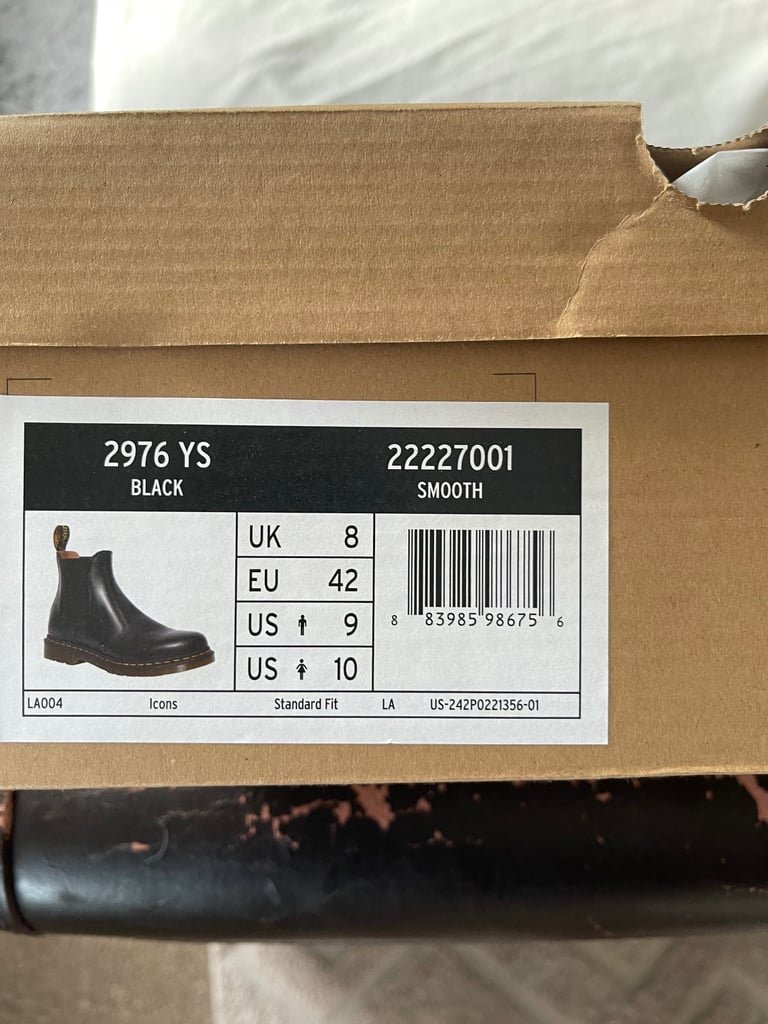 2976 YS
BLACK
22227001
SMOOTH
UK 8
EU 42
US 9
US 10
8 83985 98675 6
LA004 Icons Standard Fit LA US-242P0221356-01